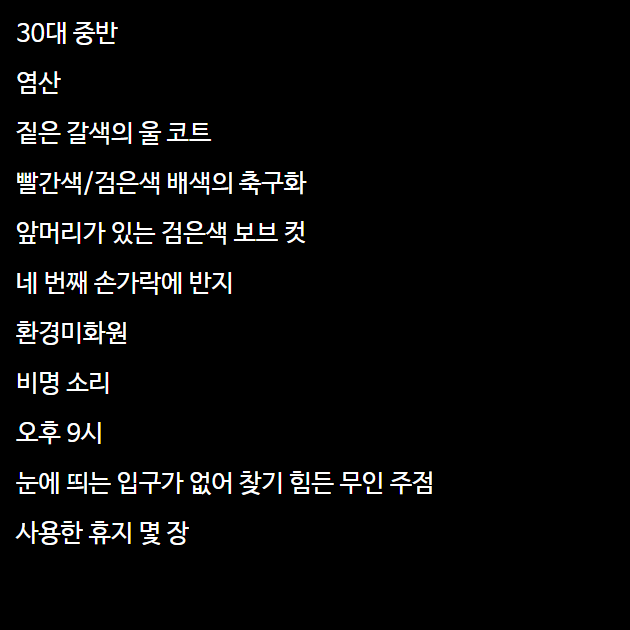 30대 중반
염산
짙은 갈색의 울 코트
빨간색/검은색 배색의 축구화
앞머리가 있는 검은색 보브 컷
네 번째 손가락에 반지
환경미화원
비명 소리
오후 9시
눈에 띄는 입구가 없어 찾기 힘든 무인 주점
사용한 휴지 몇 장